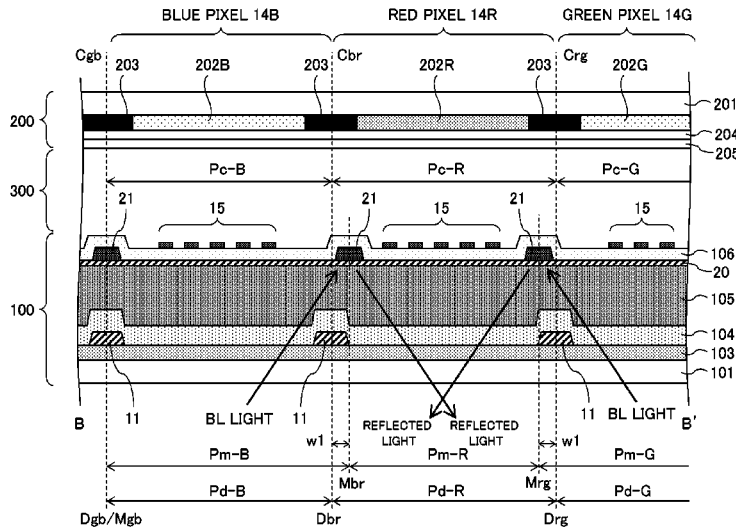 BLUE PIXEL 14B RED PIXEL 14R GREEN PIXEL 14G
Cgb Cbr Crg
203 202B 203 202R 203 202G
201
200
204
205
Pc-B Pc-R Pc-G
300
21 15 21 15 21 15
106
20
100
105
104
103
101
B 11 BL LIGHT 11 REFLECTED LIGHT REFLECTED LIGHT BL LIGHT 11 B'
w1 w1
Pm-B Pm-R Pm-G
Mbr Mrg
Pd-B Pd-R Pd-G
Dgb/Mgb Dbr Drg